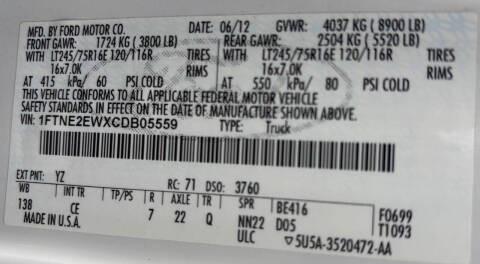 MFD. BY FORD MOTOR CO. DATE: 06/12 GVWR: 4037 KG ( 8900 LB)
FRONT GAWR: 1724 KG ( 3800 LB) REAR GAWR: 2504 KG ( 5520 LB)
WITH LT245/75R16E 120/116R TIRES WITH LT245/75R16E 120/116R TIRES
16x7.0K RIMS 16x7.0K RIMS
AT 415 kPa/ 60 PSI COLD AT 550 kPa/ 80 PSI COLD
THIS VEHICLE CONFORMS TO ALL APPLICABLE FEDERAL MOTOR VEHICLE
SAFETY STANDARDS IN EFFECT ON THE DATE OF MANUFACTURE SHOWN ABOVE.
VIN: 1FTNE2EWXCDB05559 TYPE: Truck
EXT PNT: YZ RC: 71 DSO: 3760
WB INT TR TP/PS R AXLE TR SPR BE416 F0699
138 CE 7 22 Q NN22 D05 T1093
MADE IN U.S.A. ULC ▽5U5A-3520472-AA